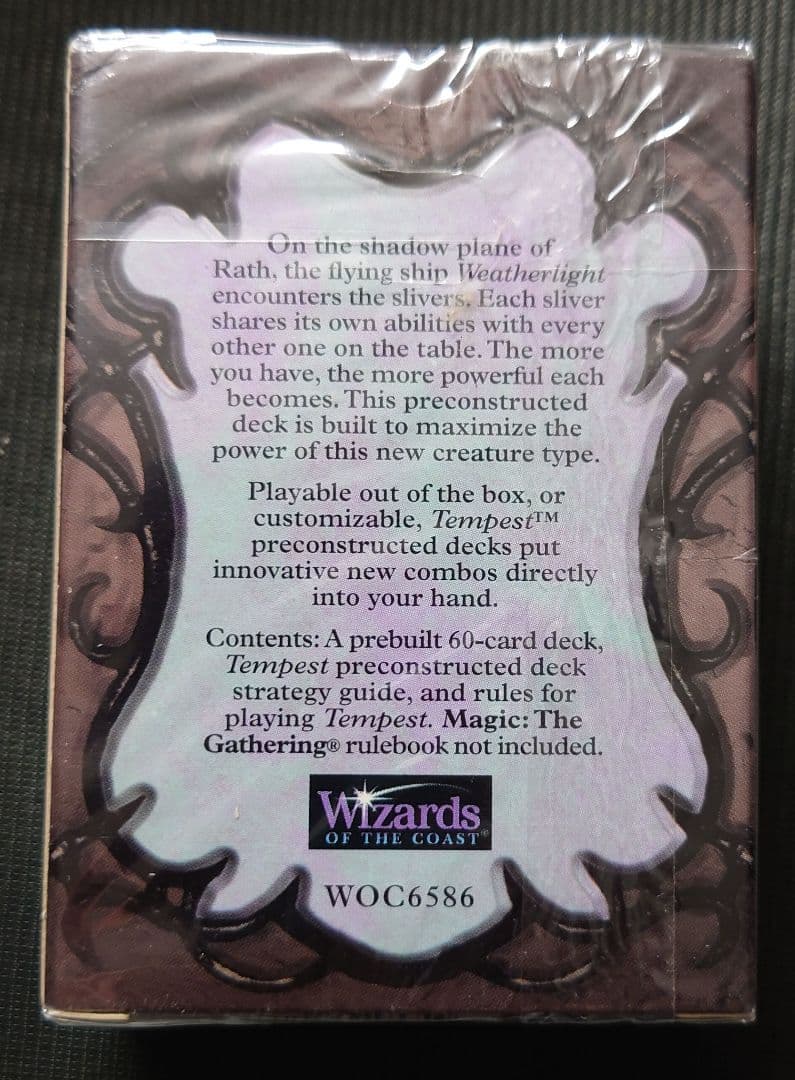 On the shadow plane of
Rath, the flying ship Weatherlight
encounters the slivers. Each sliver
shares its own abilities with every
other one on the table. The more
you have, the more powerful each
becomes. This preconstructed
deck is built to maximize the
power of this new creature type.
Playable out of the box, or
customizable, Tempest™
preconstructed decks put
innovative new combos directly
into your hand.
Contents: A prebuilt 60-card deck,
Tempest preconstructed deck
strategy guide, and rules for
playing Tempest. Magic: The
Gathering® rulebook not included.
Wizards
OF THE COAST®
WOC6586